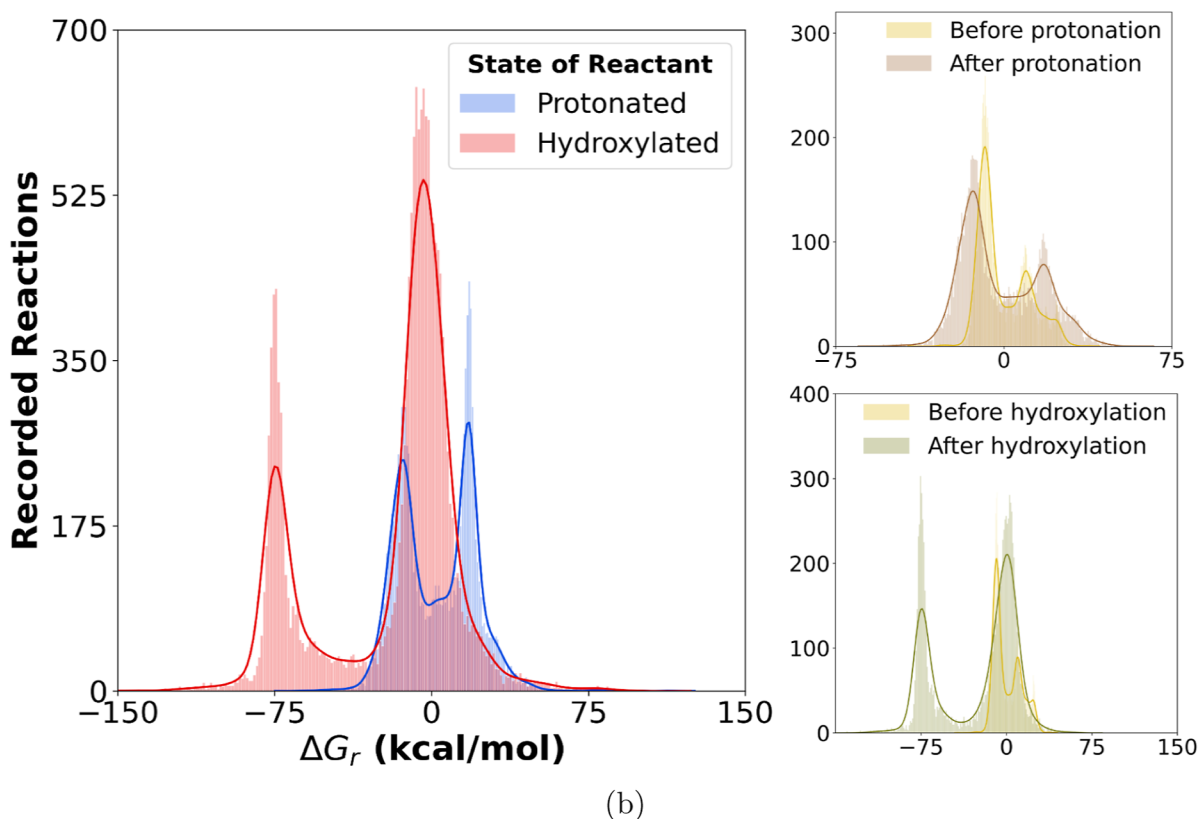 700
525
350
175
0
Recorded Reactions
State of Reactant
Protonated
Hydroxylated
−150
−75
0
75
150
ΔG_r (kcal/mol)
300
200
100
0
Before protonation
After protonation
−75
0
75
400
300
200
100
0
Before hydroxylation
After hydroxylation
−75
0
75
150
(b)